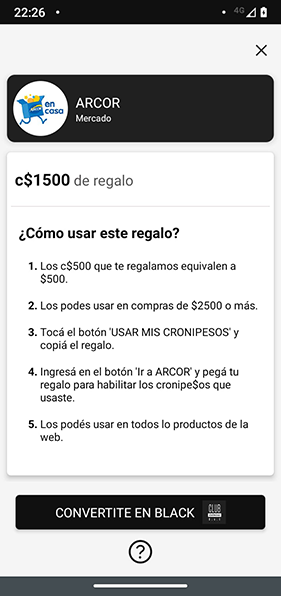 22:26
4G
en
casa
ARCOR
Mercado
c$1500 de regalo
¿Cómo usar este regalo?
1. Los c$500 que te regalamos equivalen a
$500.
2. Los podes usar en compras de $2500 o más.
3. Tocá el botón 'USAR MIS CRONIPESOS' y
copiá el regalo.
4. Ingresá en el botón 'Ir a ARCOR' y pegá tu
regalo para habilitar los cronipe$os que
usaste.
5. Los podés usar en todos lo productos de la
web.
CONVERTITE EN BLACK
CLUB
?